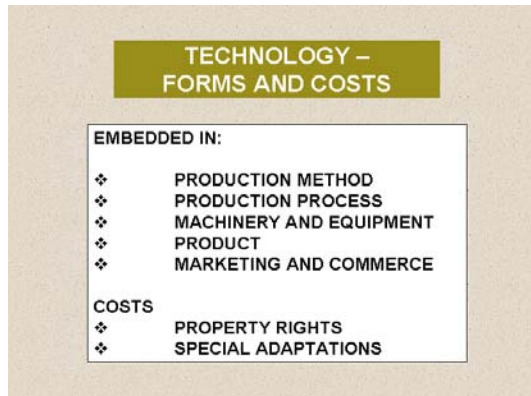 TECHNOLOGY –
FORMS AND COSTS
EMBEDDED IN:
❖ PRODUCTION METHOD
❖ PRODUCTION PROCESS
❖ MACHINERY AND EQUIPMENT
❖ PRODUCT
❖ MARKETING AND COMMERCE
COSTS
❖ PROPERTY RIGHTS
❖ SPECIAL ADAPTATIONS